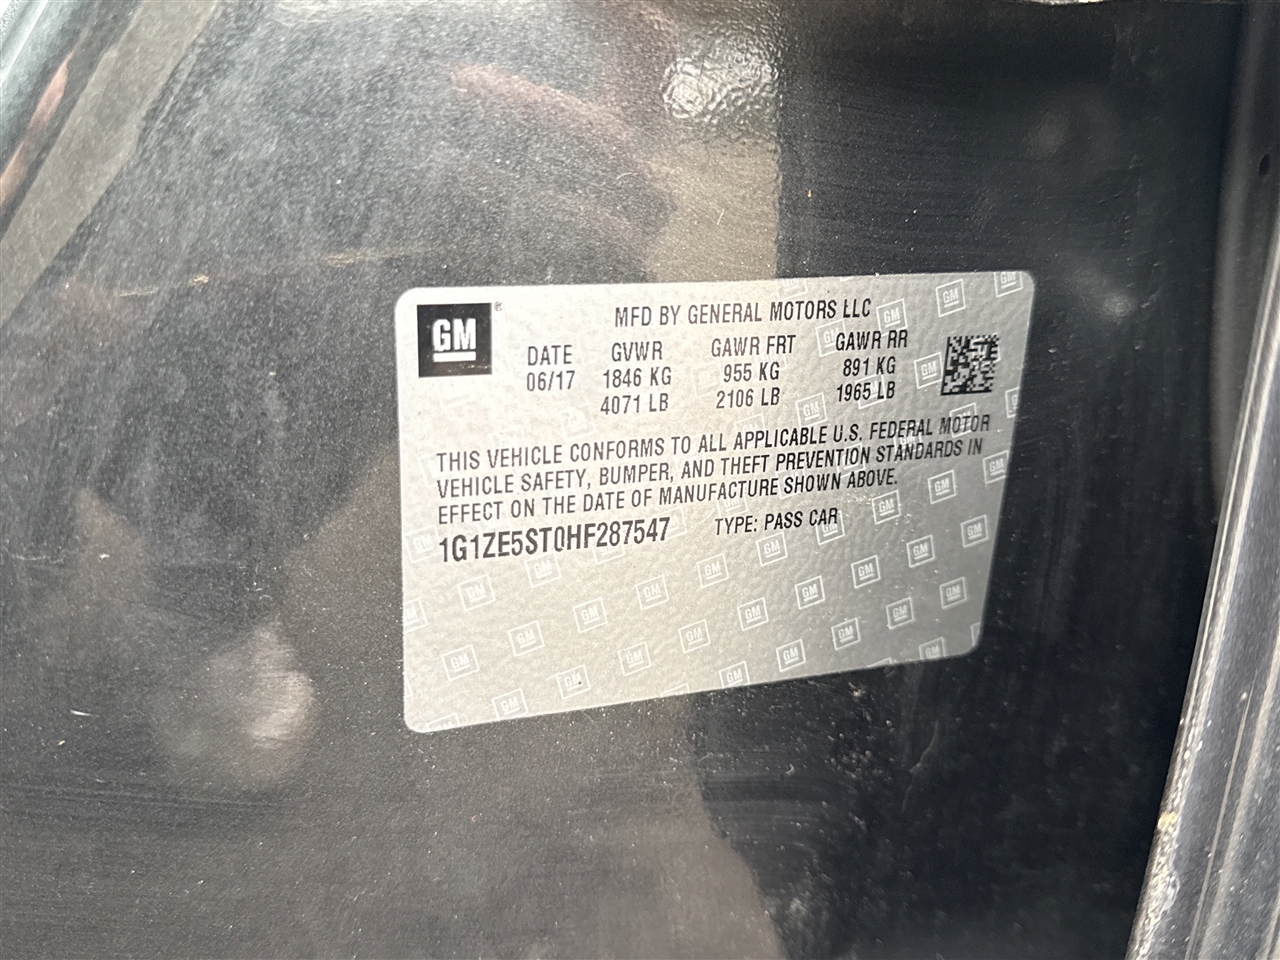 GM
MFD BY GENERAL MOTORS LLC
DATE GVWR GAWR FRT GAWR RR
06/17 1846 KG 955 KG 891 KG
4071 LB 2106 LB 1965 LB
THIS VEHICLE CONFORMS TO ALL APPLICABLE U.S. FEDERAL MOTOR
VEHICLE SAFETY, BUMPER, AND THEFT PREVENTION STANDARDS IN
EFFECT ON THE DATE OF MANUFACTURE SHOWN ABOVE.
1G1ZE5ST0HF287547 TYPE: PASS CAR